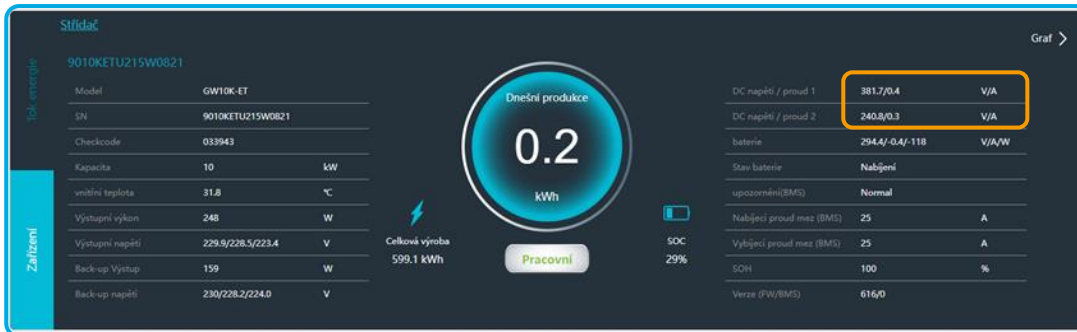 Střídač
Graf
Tok energie
Zařízení
9010KETU215W0821
Model GW10K-ET
SN 9010KETU215W0821
Checkcode 033943
Kapacita 10 kW
vnitřní teplota 31.8 ℃
Výstupní výkon 248 W
Výstupní napětí 229.9/228.5/223.4 V
Back-up Výstup 159 W
Back-up napětí 230/228.2/224.0 V
Dnešní produkce
0.2
kWh
Celková výroba
599.1 kWh
Pracovní
SOC
29%
DC napětí / proud 1 381.7/0.4 V/A
DC napětí / proud 2 240.8/0.3 V/A
baterie 294.4/-0.4/-118 V/A/W
Stav baterie Nabíjení
upozornění(BMS) Normal
Nabíjecí proud mez (BMS) 25 A
Vybíjecí proud mez (BMS) 25 A
SOH 100 %
Verze (FW/BMS) 616/0